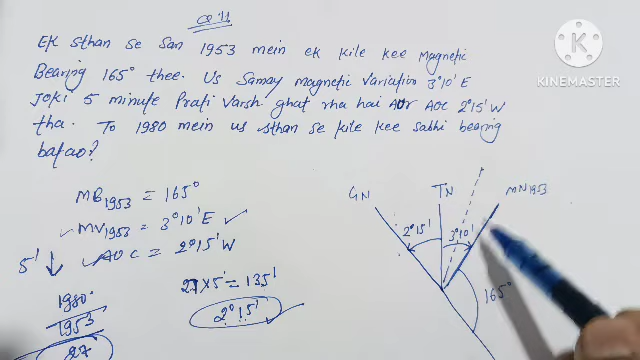 Q.11
Ek sthan se san 1953 mein ek kile kee Magnetic
Bearing 165° thee. Us Samay magnetic variation 3°10'E
Joki 5 minute Prati Varsh ghat rha hai Aur AOC 2°15'W
tha. To 1980 mein us sthan se kile kee sabhi bearing
batao?
MB1953 = 165°
MV1953 = 3°10'E
AOC = 2°15'W
5'
1980
1953
27
27 x 5' = 135'
2° 15'
GN
TN
MN1953
2°15'
3°10'
165°
KINEMASTER